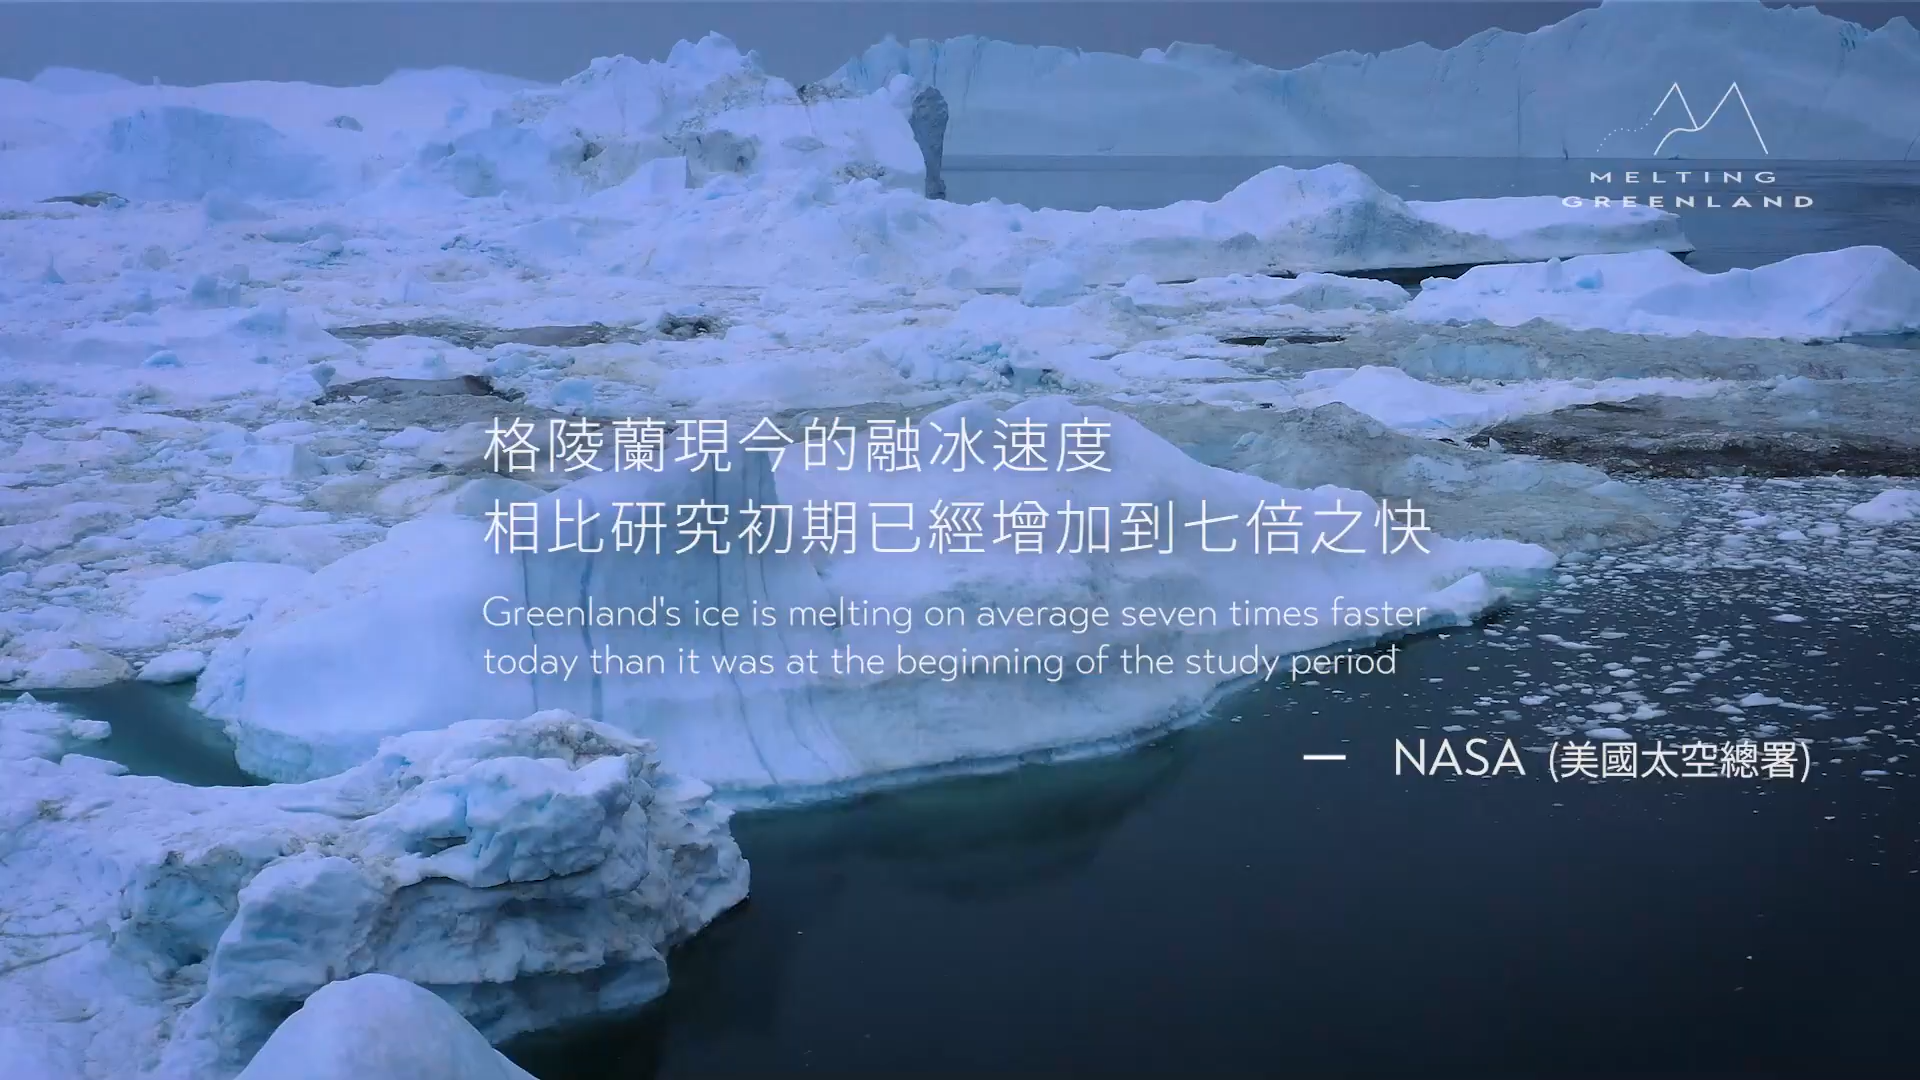 MELTING
GREENLAND
格陵蘭現今的融冰速度
相比研究初期已經增加到七倍之快
Greenland's ice is melting on average seven times faster
today than it was at the beginning of the study period
— NASA (美國太空總署)